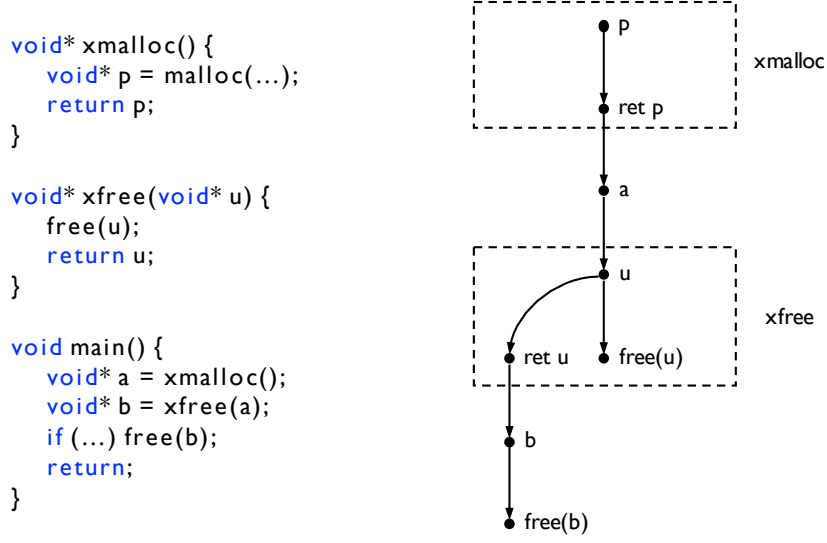 void* xmalloc() {
void* p = malloc(...);
return p;
}
void* xfree(void* u) {
free(u);
return u;
}
void main() {
void* a = xmalloc();
void* b = xfree(a);
if (...) free(b);
return;
}
p
xmalloc
ret p
a
u
xfree
ret u
free(u)
b
free(b)